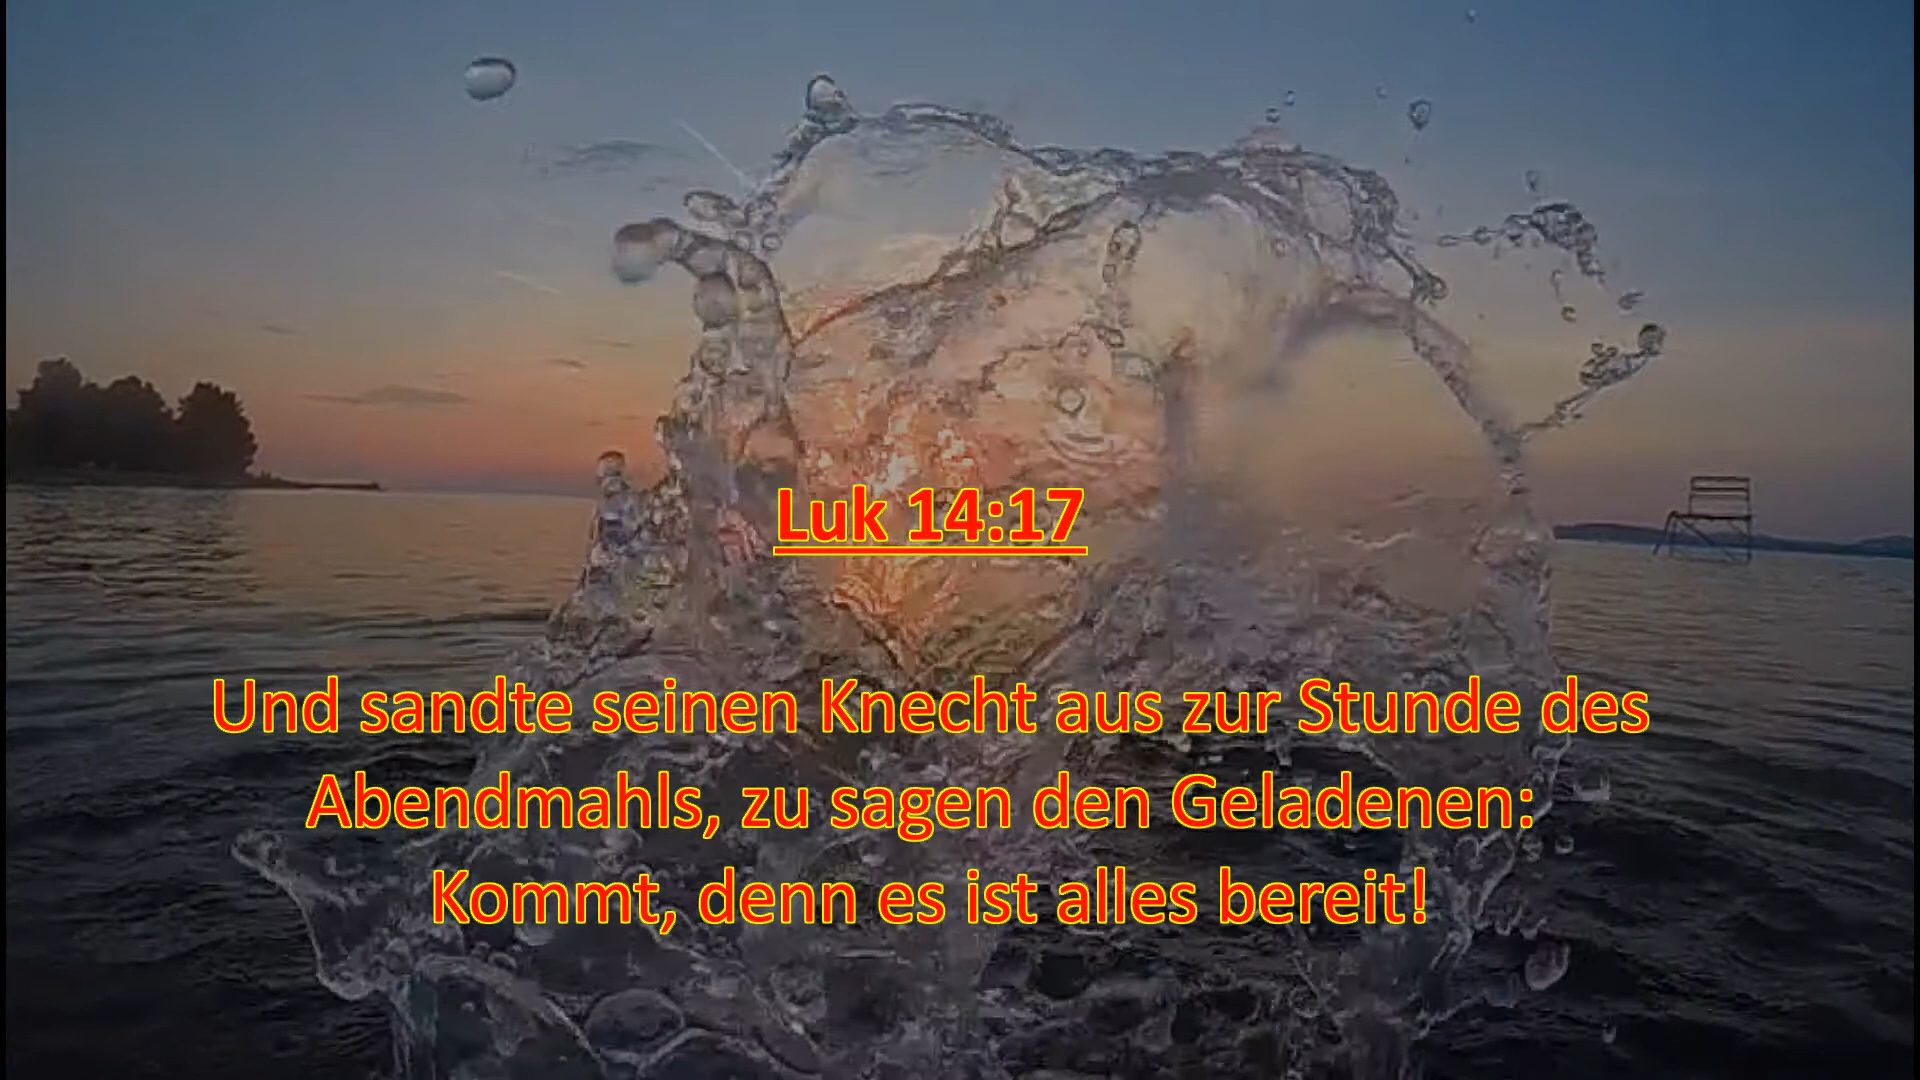 Luk 14:17
Und sandte seinen Knecht aus zur Stunde des
Abendmahls, zu sagen den Geladenen:
Kommt, denn es ist alles bereit!